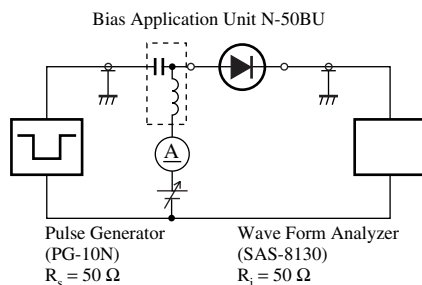 Bias Application Unit N-50BU
A
Pulse Generator
(PG-10N)
Rs = 50 Ω
Wave Form Analyzer
(SAS-8130)
Ri = 50 Ω